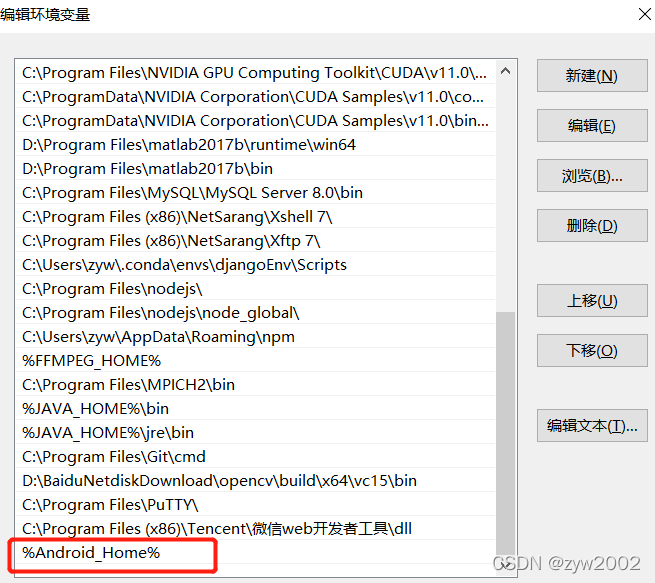 编辑环境变量
C:\Program Files\NVIDIA GPU Computing Toolkit\CUDA\v11.0\...
C:\ProgramData\NVIDIA Corporation\CUDA Samples\v11.0\co...
C:\ProgramData\NVIDIA Corporation\CUDA Samples\v11.0\bin...
D:\Program Files\matlab2017b\runtime\win64
D:\Program Files\matlab2017b\bin
C:\Program Files\MySQL\MySQL Server 8.0\bin
C:\Program Files (x86)\NetSarang\Xshell 7\
C:\Program Files (x86)\NetSarang\Xftp 7\
C:\Users\zyw\.conda\envs\djangoEnv\Scripts
C:\Program Files\nodejs\
C:\Program Files\nodejs\node_global\
C:\Users\zyw\AppData\Roaming\npm
%FFMPEG_HOME%
C:\Program Files\MPICH2\bin
%JAVA_HOME%\bin
%JAVA_HOME%\jre\bin
C:\Program Files\Git\cmd
D:\BaiduNetdiskDownload\opencv\build\x64\vc15\bin
C:\Program Files\PuTTY\
C:\Program Files (x86)\Tencent\微信web开发者工具\dll
%Android_Home%
新建(N)
编辑(E)
浏览(B)...
删除(D)
上移(U)
下移(O)
编辑文本(T)...
CSDN @zyw2002